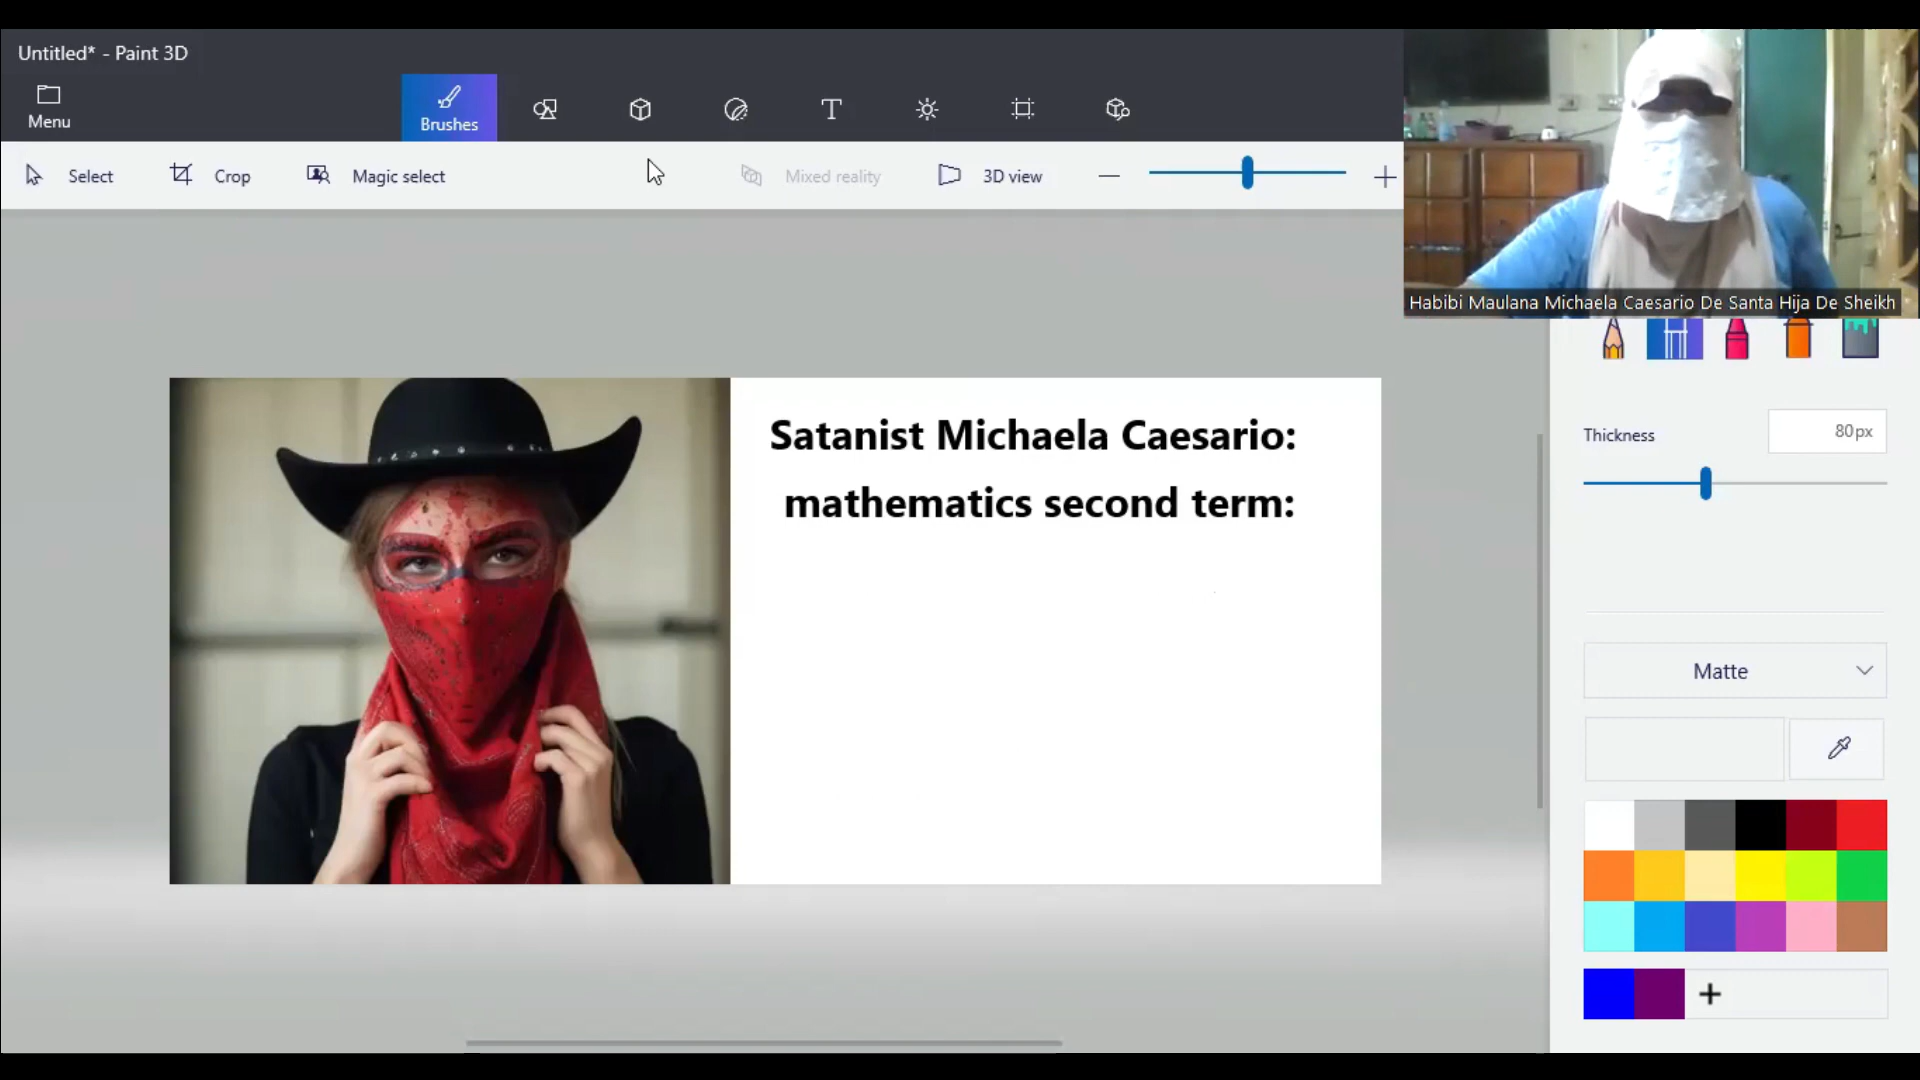 Untitled* - Paint 3D
Menu
Brushes
Select
Crop
Magic select
Mixed reality
3D view
Habibi Maulana Michaela Caesario De Santa Hija De Sheikh
Thickness
80px
Satanist Michaela Caesario:
mathematics second term:
Matte